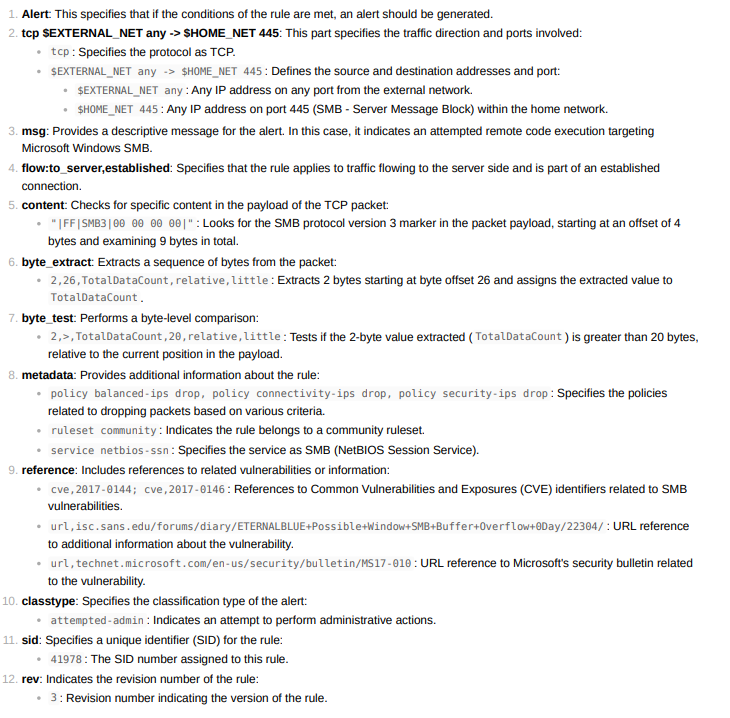 1. Alert: This specifies that if the conditions of the rule are met, an alert should be generated.
2. tcp $EXTERNAL_NET any -> $HOME_NET 445: This part specifies the traffic direction and ports involved:
• tcp : Specifies the protocol as TCP.
• $EXTERNAL_NET any -> $HOME_NET 445 : Defines the source and destination addresses and port:
• $EXTERNAL_NET any : Any IP address on any port from the external network.
• $HOME_NET 445 : Any IP address on port 445 (SMB - Server Message Block) within the home network.
3. msg: Provides a descriptive message for the alert. In this case, it indicates an attempted remote code execution targeting
Microsoft Windows SMB.
4. flow:to_server,established: Specifies that the rule applies to traffic flowing to the server side and is part of an established
connection.
5. content: Checks for specific content in the payload of the TCP packet:
• "|FF|SMB3|00 00 00 00|" : Looks for the SMB protocol version 3 marker in the packet payload, starting at an offset of 4
bytes and examining 9 bytes in total.
6. byte_extract: Extracts a sequence of bytes from the packet:
• 2,26,TotalDataCount,relative,little : Extracts 2 bytes starting at byte offset 26 and assigns the extracted value to
TotalDataCount .
7. byte_test: Performs a byte-level comparison:
• 2,>,TotalDataCount,20,relative,little : Tests if the 2-byte value extracted ( TotalDataCount ) is greater than 20 bytes,
relative to the current position in the payload.
8. metadata: Provides additional information about the rule:
• policy balanced-ips drop, policy connectivity-ips drop, policy security-ips drop : Specifies the policies
related to dropping packets based on various criteria.
• ruleset community : Indicates the rule belongs to a community ruleset.
• service netbios-ssn : Specifies the service as SMB (NetBIOS Session Service).
9. reference: Includes references to related vulnerabilities or information:
• cve,2017-0144; cve,2017-0146 : References to Common Vulnerabilities and Exposures (CVE) identifiers related to SMB
vulnerabilities.
• url,isc.sans.edu/forums/diary/ETERNALBLUE+Possible+Window+SMB+Buffer+Overflow+0Day/22304/ : URL reference
to additional information about the vulnerability.
• url,technet.microsoft.com/en-us/security/bulletin/MS17-010 : URL reference to Microsoft's security bulletin related
to the vulnerability.
10. classtype: Specifies the classification type of the alert:
• attempted-admin : Indicates an attempt to perform administrative actions.
11. sid: Specifies a unique identifier (SID) for the rule:
• 41978 : The SID number assigned to this rule.
12. rev: Indicates the revision number of the rule:
• 3 : Revision number indicating the version of the rule.